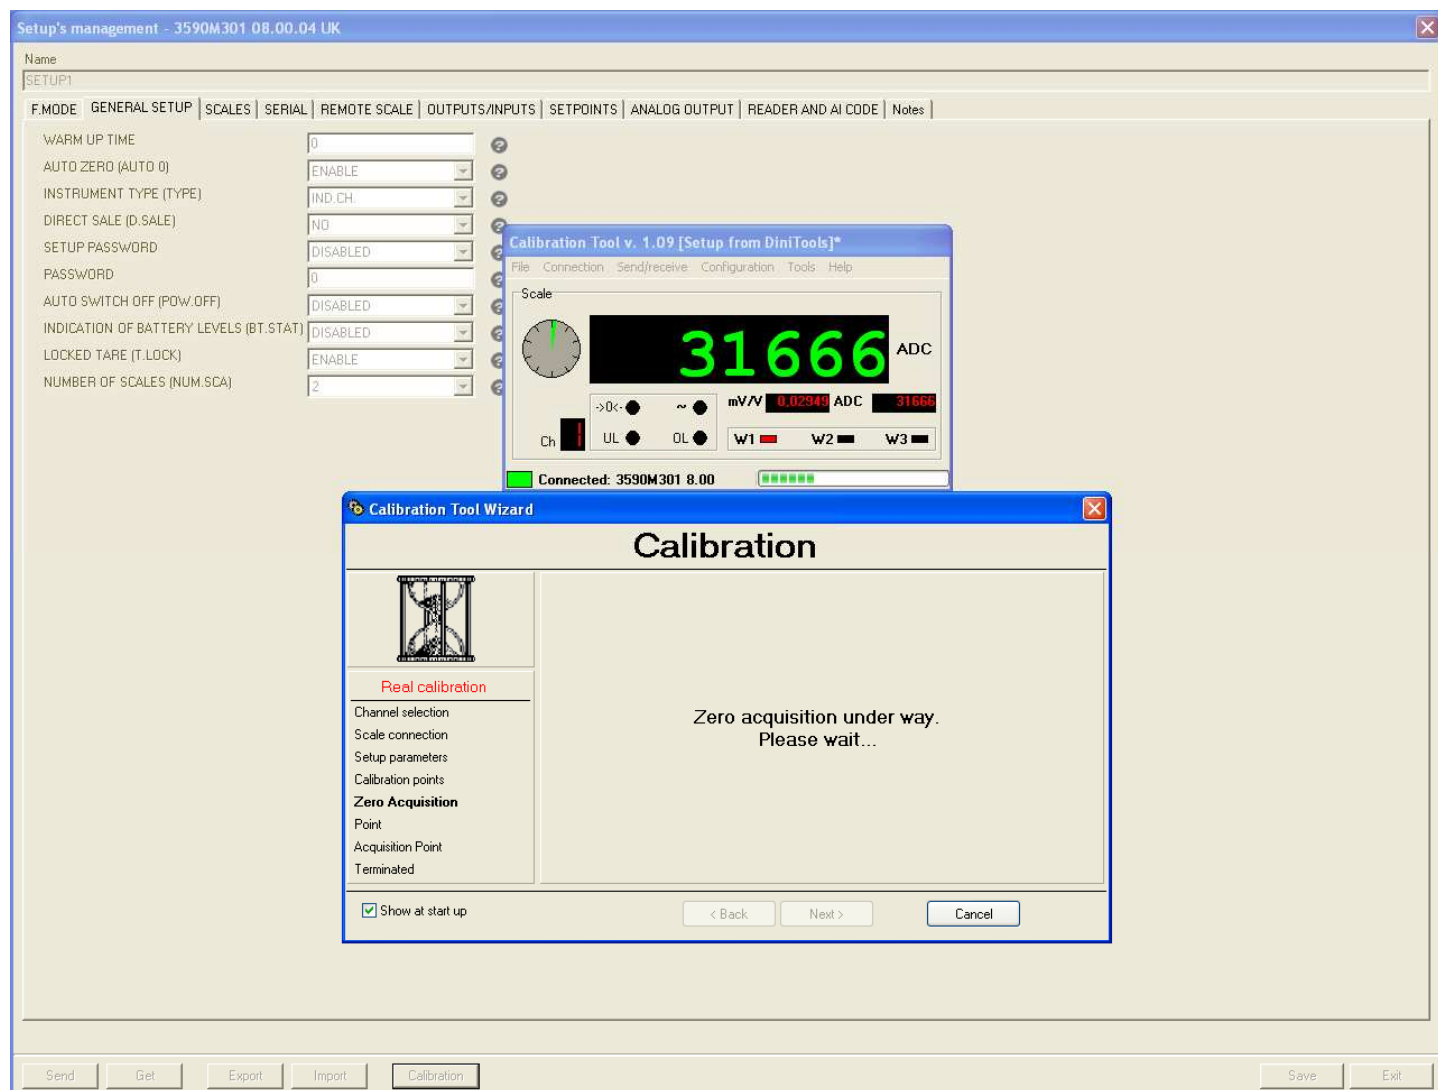 Setup's management - 3590M301 08.00.04 UK
Name
SETUP1
F.MODE GENERAL SETUP SCALES SERIAL REMOTE SCALE OUTPUTS/INPUTS SETPOINTS ANALOG OUTPUT READER AND AI CODE Notes
WARM UP TIME 0
AUTO ZERO (AUTO 0) ENABLE
INSTRUMENT TYPE (TYPE) IND.CH.
DIRECT SALE (D.SALE) NO
SETUP PASSWORD DISABLED
PASSWORD 0
AUTO SWITCH OFF (POW.OFF) DISABLED
INDICATION OF BATTERY LEVELS (BT.STAT) DISABLED
LOCKED TARE (T.LOCK) ENABLE
NUMBER OF SCALES (NUM.SCA) 2
Calibration Tool v. 1.09 [Setup from DiniTools]*
File Connection Send/receive Configuration Tools Help
Scale
31666 ADC
->0<- ~ mV/V 0,02949 ADC 31666
Ch 1 UL OL W1 W2 W3
Connected: 3590M301 8.00
Calibration Tool Wizard
Calibration
Real calibration
Channel selection
Scale connection
Setup parameters
Calibration points
Zero Acquisition
Point
Acquisition Point
Terminated
Zero acquisition under way.
Please wait...
Show at start up
< Back Next > Cancel
Send Get Export Import Calibration Save Exit